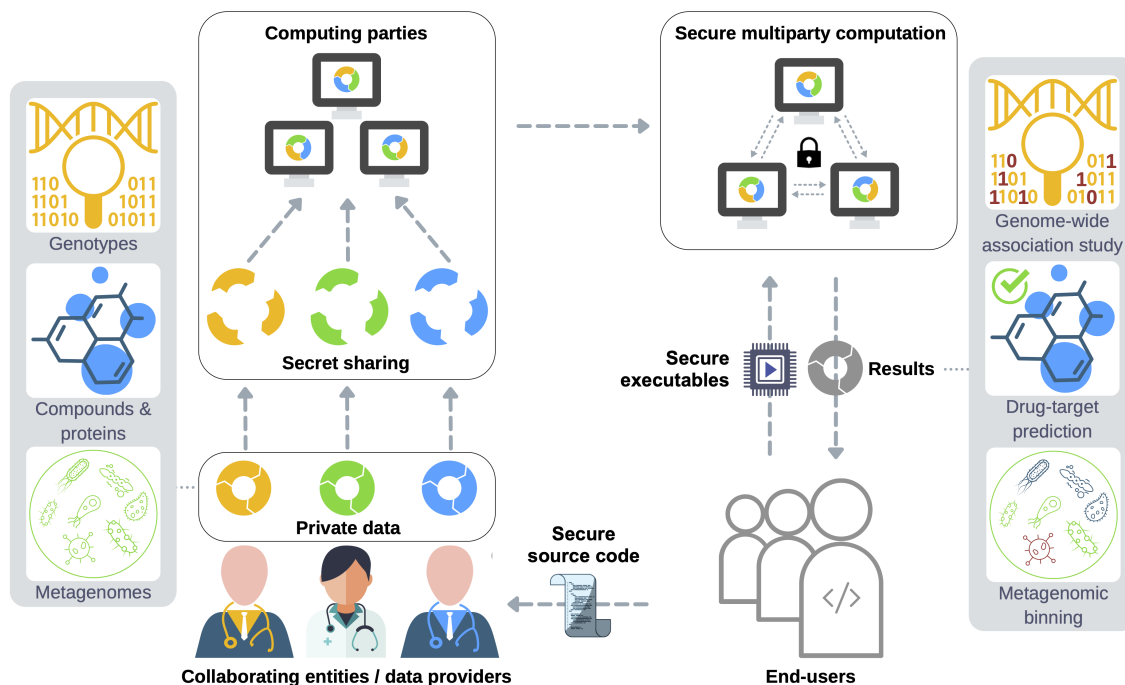 Computing parties
Secure multiparty computation
110
011
1101
1011
11010
01011
Genotypes
110
011
1101
1011
11010
01011
Genome-wide
association study
Compounds &
proteins
Secret sharing
Secure
executables
Results
Drug-target
prediction
Private data
Metagenomes
Secure
source code
</>
Metagenomic
binning
Collaborating entities / data providers
End-users